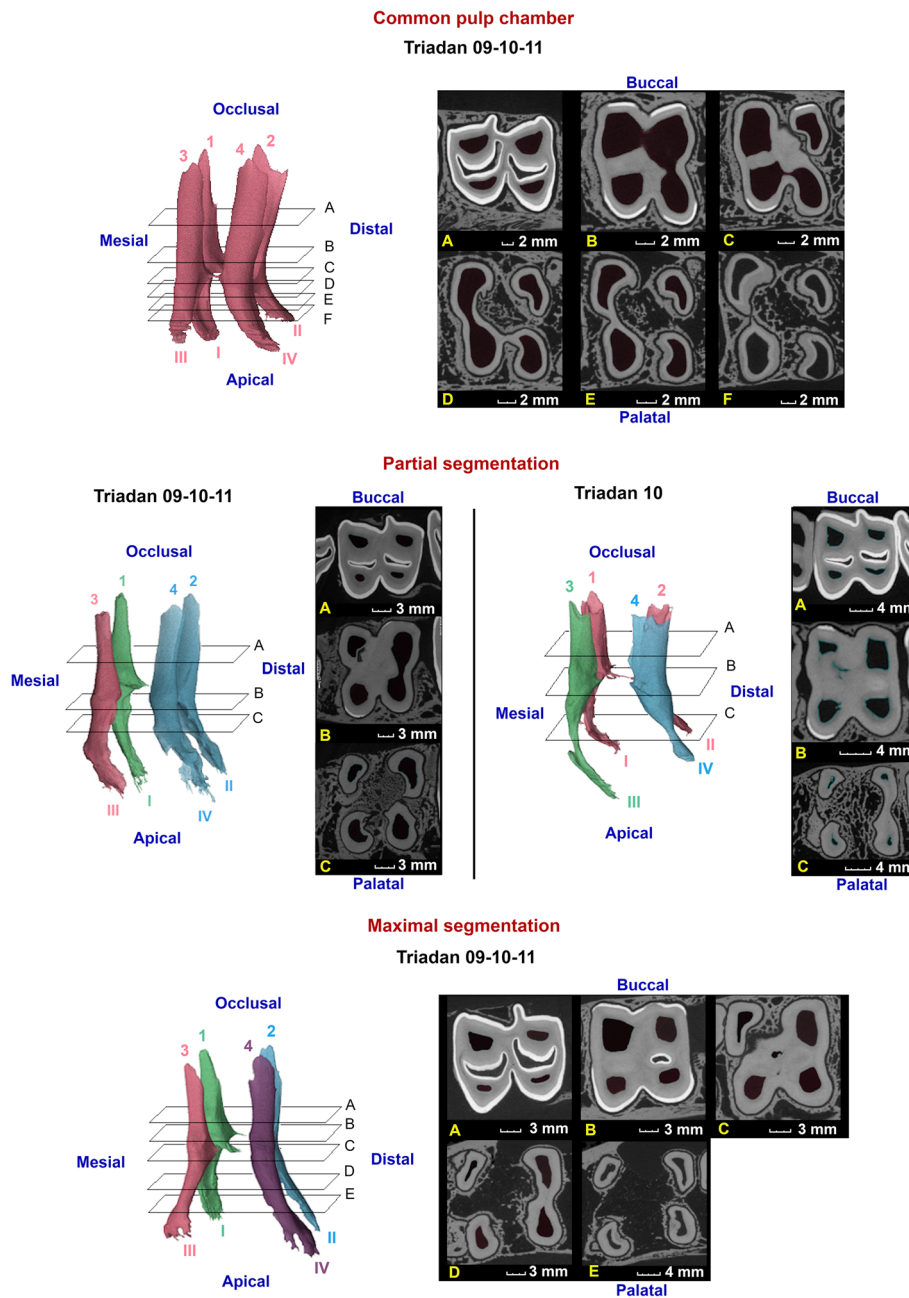 Common pulp chamber
Triadan 09-10-11
Occlusal
3 1 4 2
Mesial
Distal
A
B
C
D
E
F
III I IV II
Apical
Buccal
A 2 mm
B 2 mm
C 2 mm
D 2 mm
E 2 mm
F 2 mm
Palatal
Partial segmentation
Triadan 09-10-11
Occlusal
3 1 4 2
Mesial
Distal
A
B
C
III I IV II
Apical
Buccal
A 3 mm
B 3 mm
C 3 mm
Palatal
Triadan 10
Occlusal
3 1 4 2
Mesial
Distal
A
B
C
III I IV II
Apical
Buccal
A 4 mm
B 4 mm
C 4 mm
Palatal
Maximal segmentation
Triadan 09-10-11
Occlusal
3 1 4 2
Mesial
Distal
A
B
C
D
E
III I IV II
Apical
Buccal
A 3 mm
B 3 mm
C 3 mm
D 3 mm
E 4 mm
Palatal